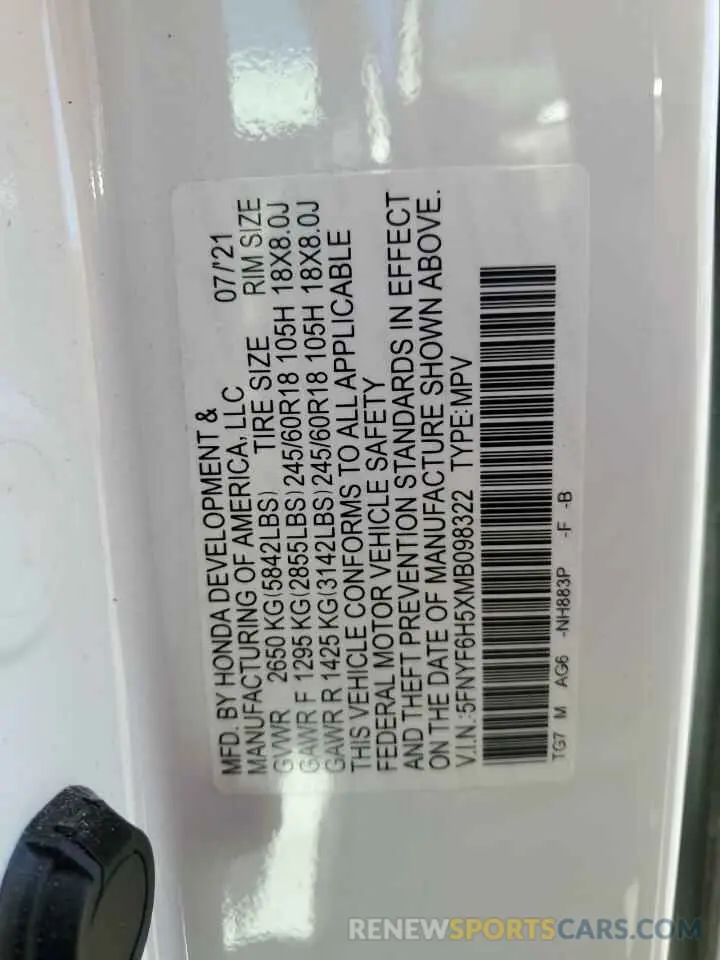 MFD. BY HONDA DEVELOPMENT &
MANUFACTURING OF AMERICA, LLC 07/'21
GVWR 2650 KG(5842LBS) TIRE SIZE RIM SIZE
GAWR F 1295 KG(2855LBS) 245/60R18 105H 18X8.0J
GAWR R 1425 KG(3142LBS) 245/60R18 105H 18X8.0J
THIS VEHICLE CONFORMS TO ALL APPLICABLE
FEDERAL MOTOR VEHICLE SAFETY
AND THEFT PREVENTION STANDARDS IN EFFECT
ON THE DATE OF MANUFACTURE SHOWN ABOVE.
V.I.N.:5FNYF6H5XMB098322 TYPE:MPV
TG7 M AG6 -NH883P -F -B
RENEWSPORTSCARS.COM